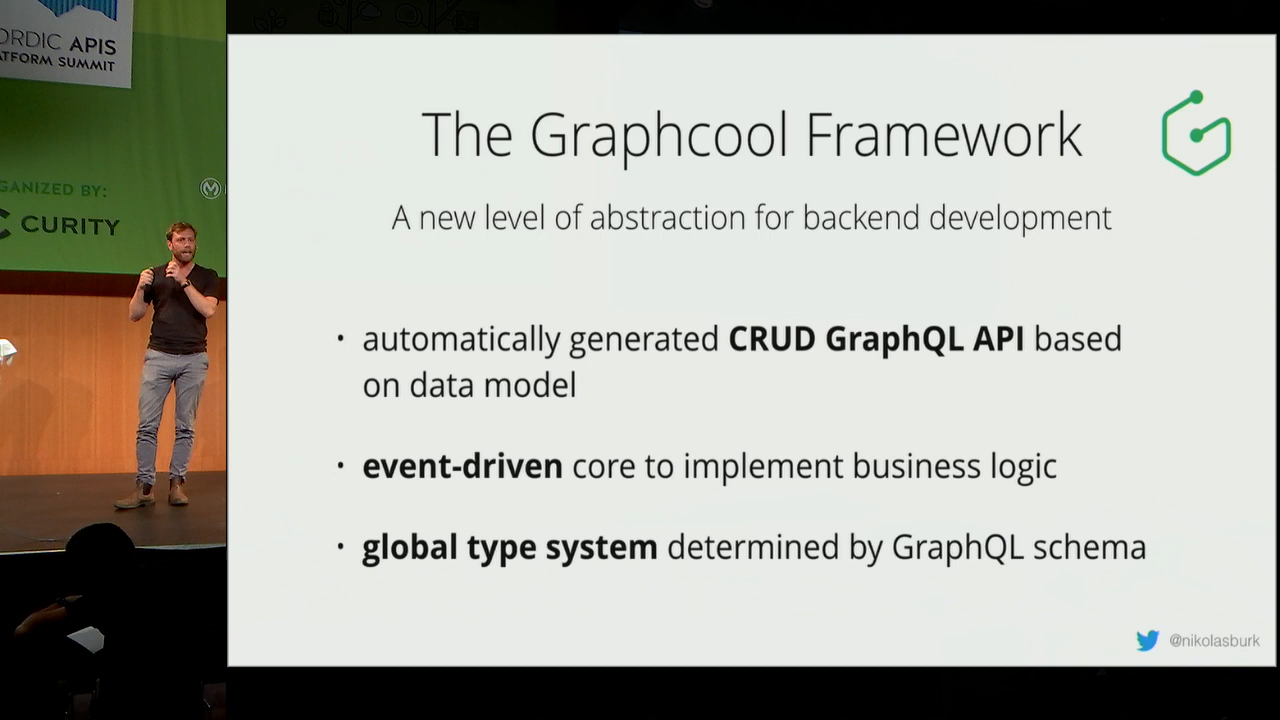 ORDIC APIS
ATFORM SUMMIT
GANIZED BY:
CURITY
The Graphcool Framework
A new level of abstraction for backend development
• automatically generated CRUD GraphQL API based
on data model
• event-driven core to implement business logic
• global type system determined by GraphQL schema
@nikolasburk